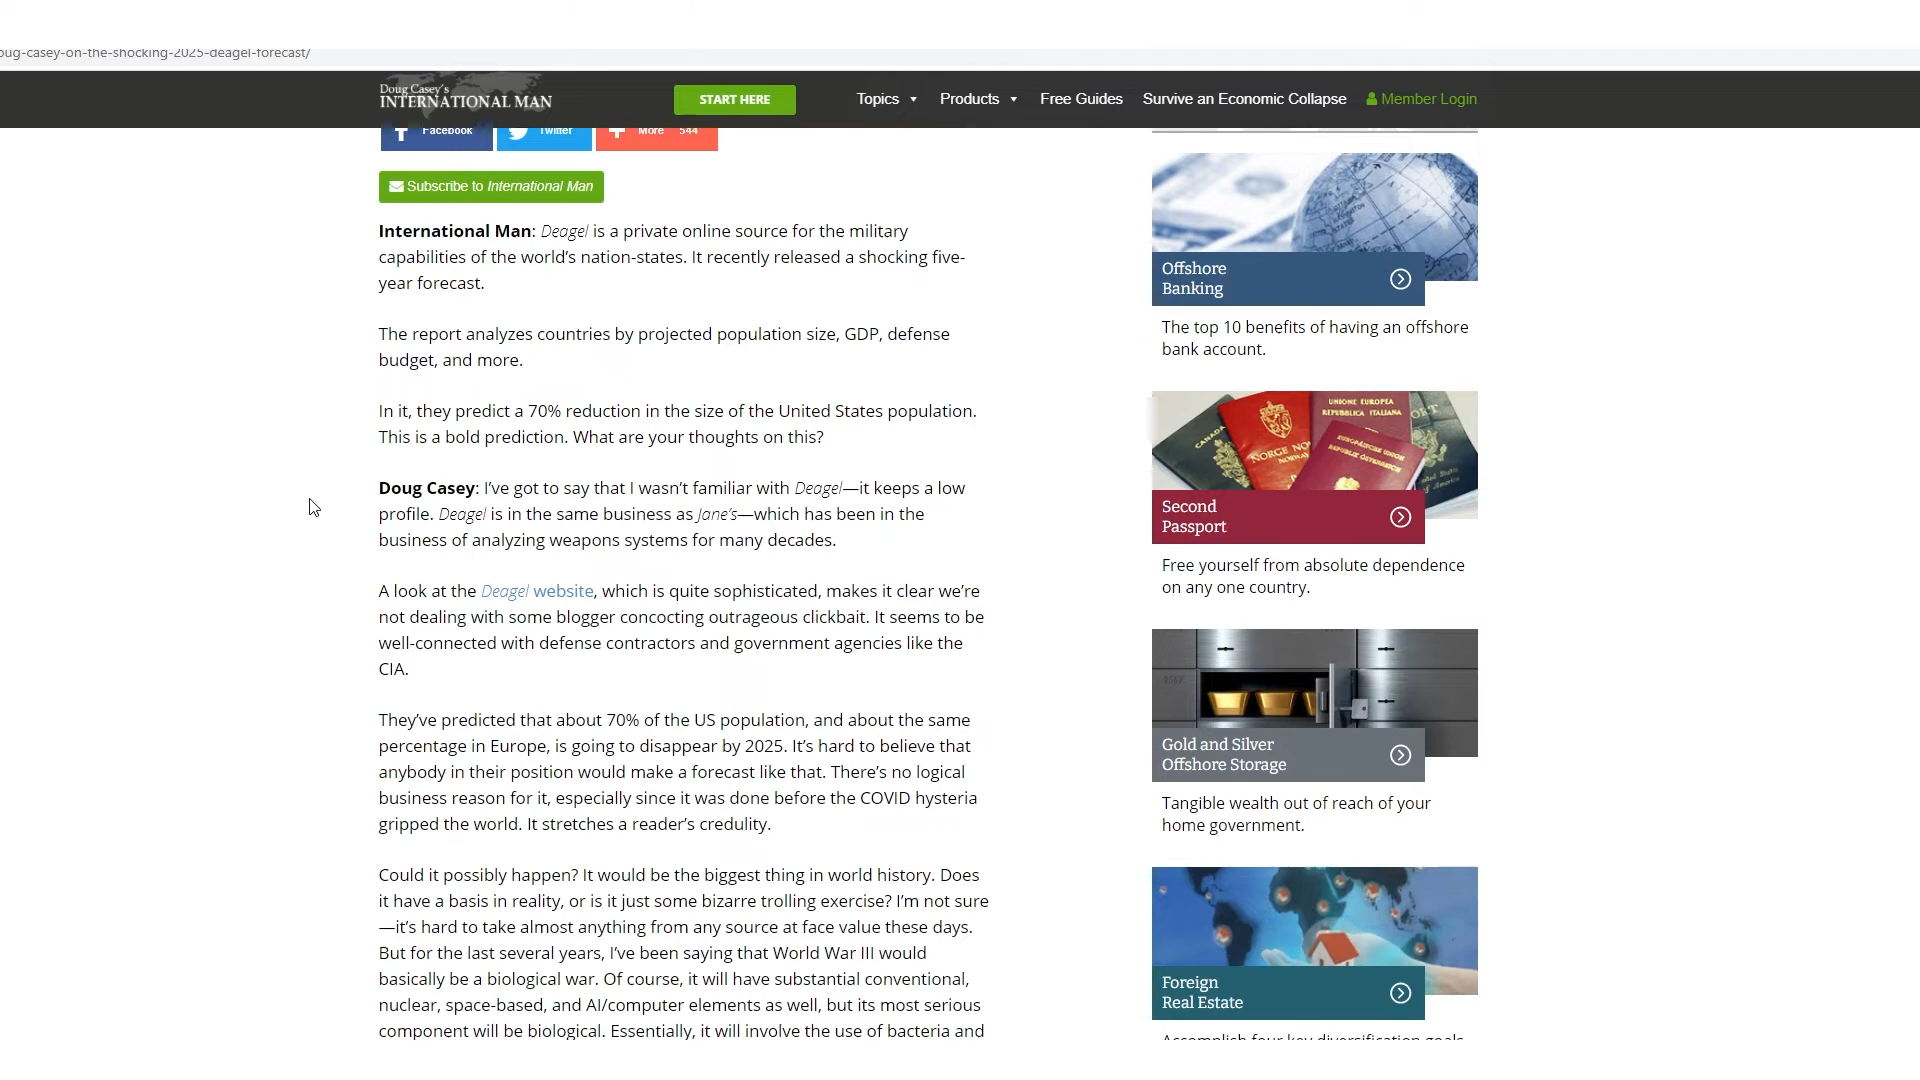 oug-casey-on-the-shocking-2025-deagel-forecast/
Doug Casey's
INTERNATIONAL MAN
START HERE
Topics
Products
Free Guides
Survive an Economic Collapse
Member Login
Facebook
Twitter
More 544
Subscribe to International Man
International Man: Deagel is a private online source for the military
capabilities of the world's nation-states. It recently released a shocking five-
year forecast.
The report analyzes countries by projected population size, GDP, defense
budget, and more.
In it, they predict a 70% reduction in the size of the United States population.
This is a bold prediction. What are your thoughts on this?
Doug Casey: I've got to say that I wasn't familiar with Deagel—it keeps a low
profile. Deagel is in the same business as Jane's—which has been in the
business of analyzing weapons systems for many decades.
A look at the Deagel website, which is quite sophisticated, makes it clear we're
not dealing with some blogger concocting outrageous clickbait. It seems to be
well-connected with defense contractors and government agencies like the
CIA.
They've predicted that about 70% of the US population, and about the same
percentage in Europe, is going to disappear by 2025. It's hard to believe that
anybody in their position would make a forecast like that. There's no logical
business reason for it, especially since it was done before the COVID hysteria
gripped the world. It stretches a reader's credulity.
Could it possibly happen? It would be the biggest thing in world history. Does
it have a basis in reality, or is it just some bizarre trolling exercise? I'm not sure
—it's hard to take almost anything from any source at face value these days.
But for the last several years, I've been saying that World War III would
basically be a biological war. Of course, it will have substantial conventional,
nuclear, space-based, and AI/computer elements as well, but its most serious
component will be biological. Essentially, it will involve the use of bacteria and
Offshore
Banking
The top 10 benefits of having an offshore
bank account.
UNIONE EUROPEA
REPUBBLICA ITALIANA
CANADA
NORGE
Second
Passport
Free yourself from absolute dependence
on any one country.
Gold and Silver
Offshore Storage
Tangible wealth out of reach of your
home government.
Foreign
Real Estate
Accomplish four key diversification goals